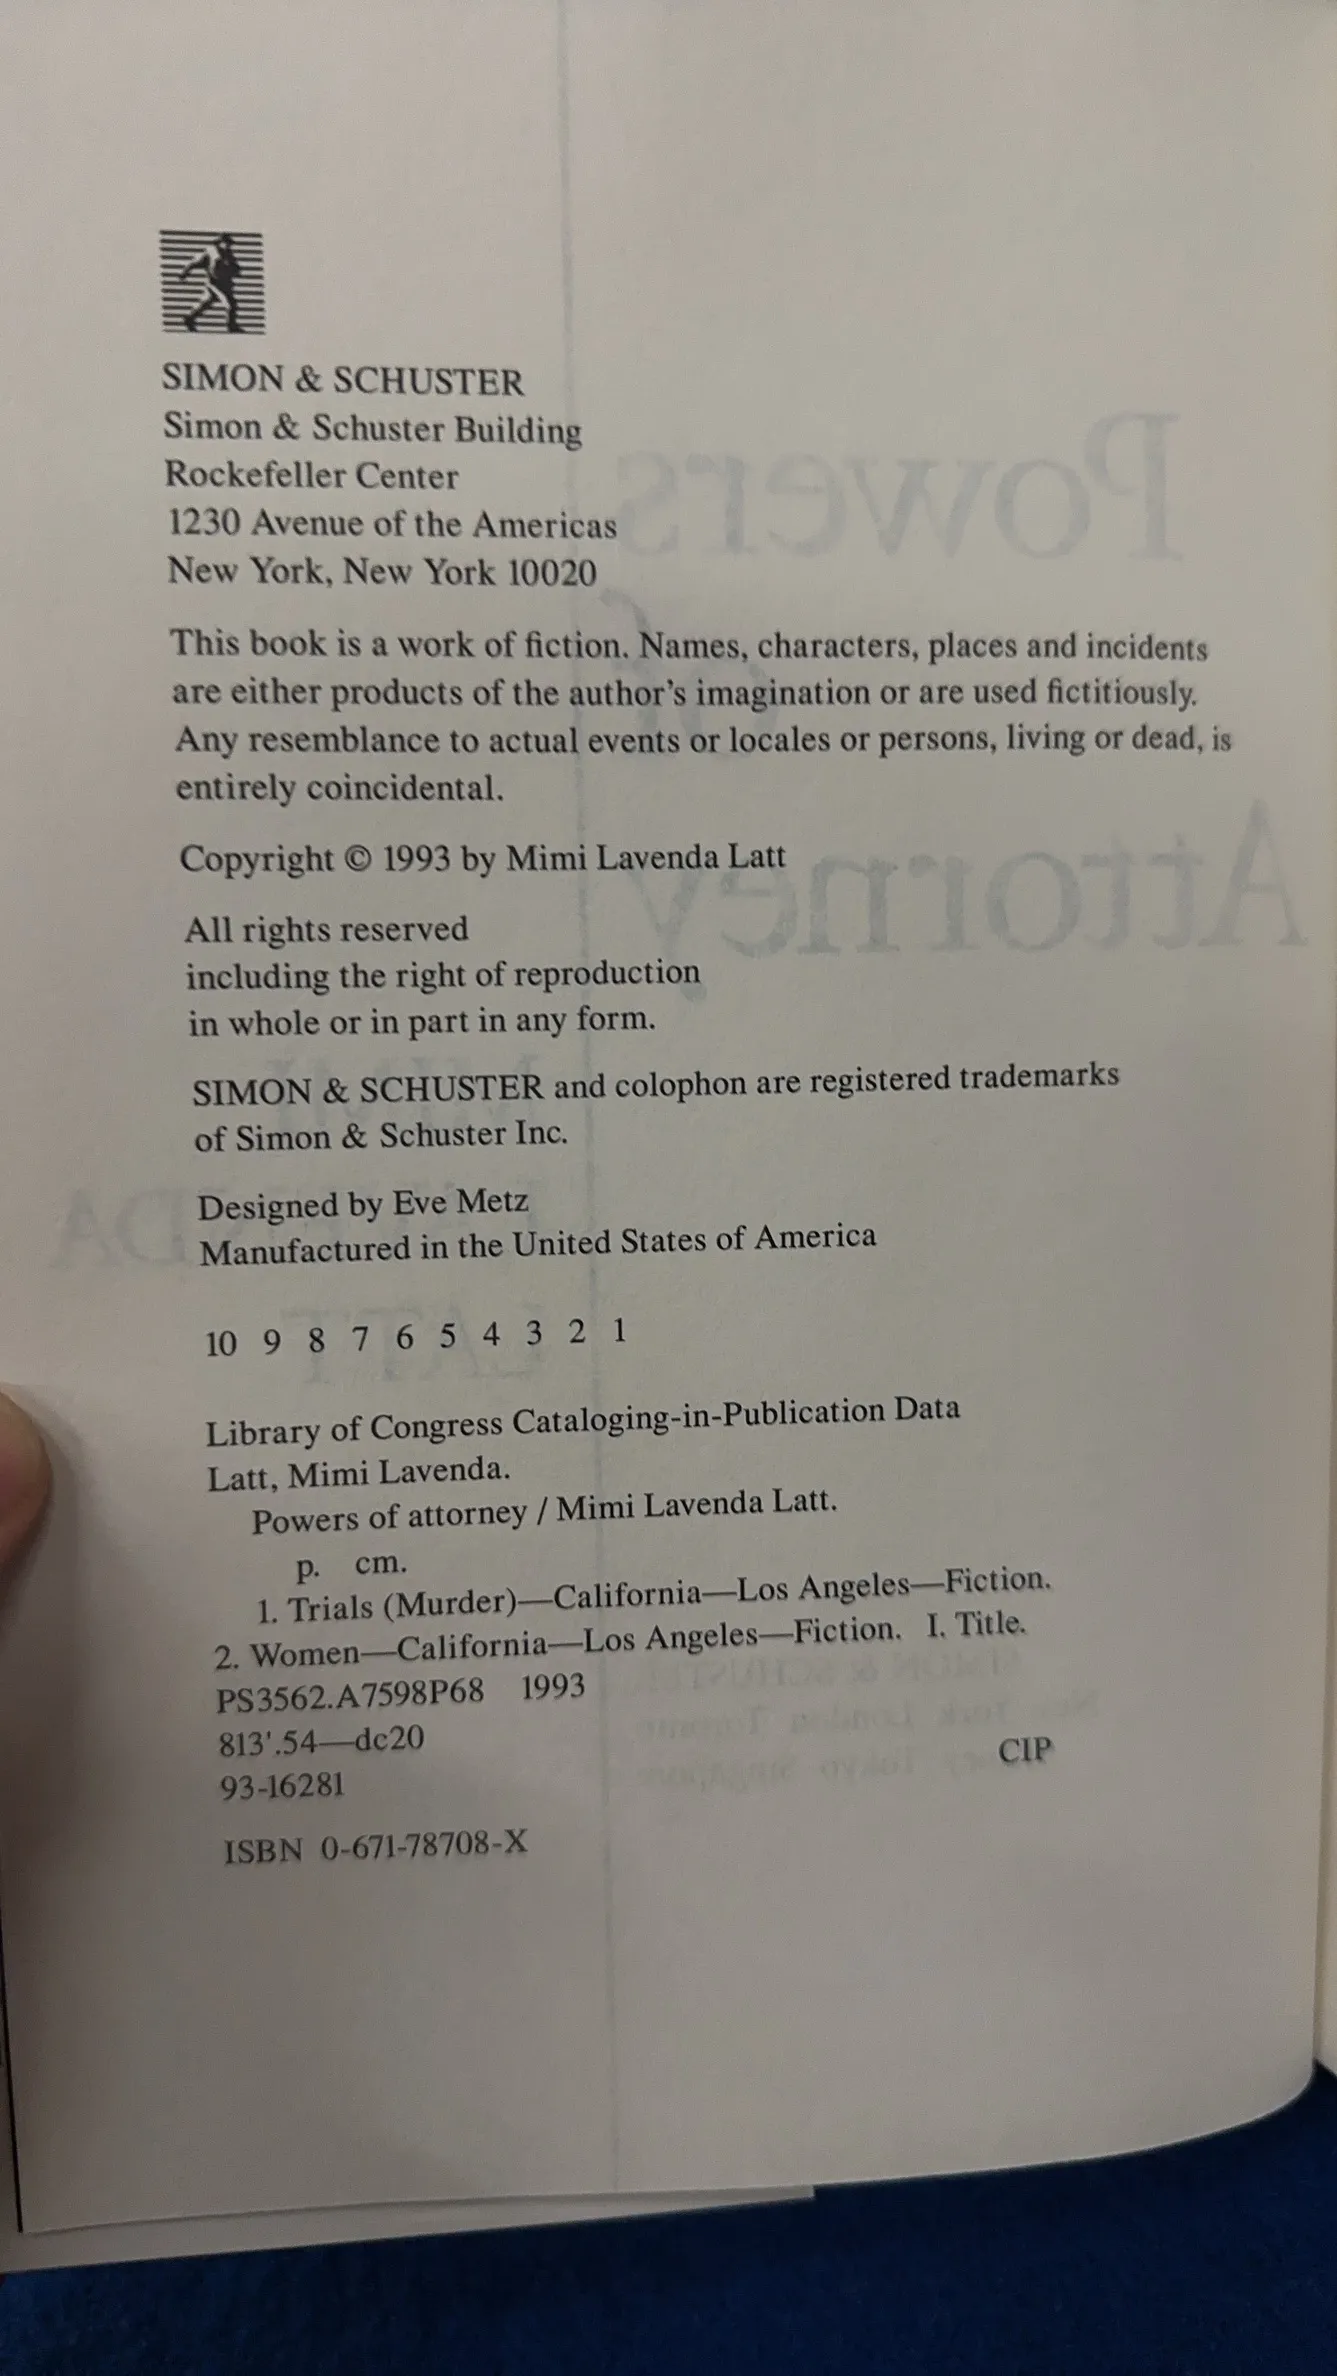 SIMON & SCHUSTER
Simon & Schuster Building
Rockefeller Center
1230 Avenue of the Americas
New York, New York 10020
This book is a work of fiction. Names, characters, places and incidents
are either products of the author's imagination or are used fictitiously.
Any resemblance to actual events or locales or persons, living or dead, is
entirely coincidental.
Copyright © 1993 by Mimi Lavenda Latt
All rights reserved
including the right of reproduction
in whole or in part in any form.
SIMON & SCHUSTER and colophon are registered trademarks
of Simon & Schuster Inc.
Designed by Eve Metz
Manufactured in the United States of America
10 9 8 7 6 5 4 3 2 1
Library of Congress Cataloging-in-Publication Data
Latt, Mimi Lavenda.
Powers of attorney / Mimi Lavenda Latt.
p. cm.
1. Trials (Murder)—California—Los Angeles—Fiction.
2. Women—California—Los Angeles—Fiction. I. Title.
PS3562.A7598P68 1993
813'.54—dc20
93-16281
CIP
ISBN 0-671-78708-X